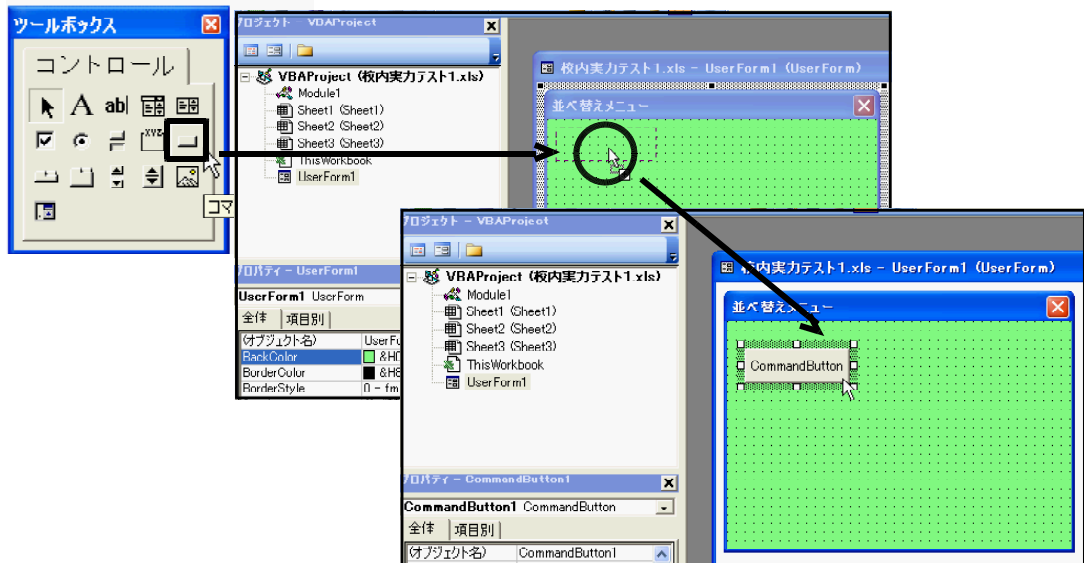 ツールボックス
コントロール
A
abl
XYZ
コマ
プロジェクト - VBAProject
VBAProject (校内実力テスト1.xls)
Module1
Sheet1 (Sheet1)
Sheet2 (Sheet2)
Sheet3 (Sheet3)
ThisWorkbook
UserForm1
プロパティ - UserForm1
UserForm1 UserForm
全体 項目別
(オブジェクト名) UserFo
BackColor
BorderColor
BorderStyle 0 - fm
校内実力テスト1.xls - UserForm1 (UserForm)
並べ替えメニュー
プロジェクト - VBAProject
VBAProject (校内実力テスト1.xls)
Module1
Sheet1 (Sheet1)
Sheet2 (Sheet2)
Sheet3 (Sheet3)
ThisWorkbook
UserForm1
プロパティ - CommandButton1
CommandButton1 CommandButton
全体 項目別
(オブジェクト名) CommandButton1
校内実力テスト1.xls - UserForm1 (UserForm)
並べ替えメニュー
CommandButton